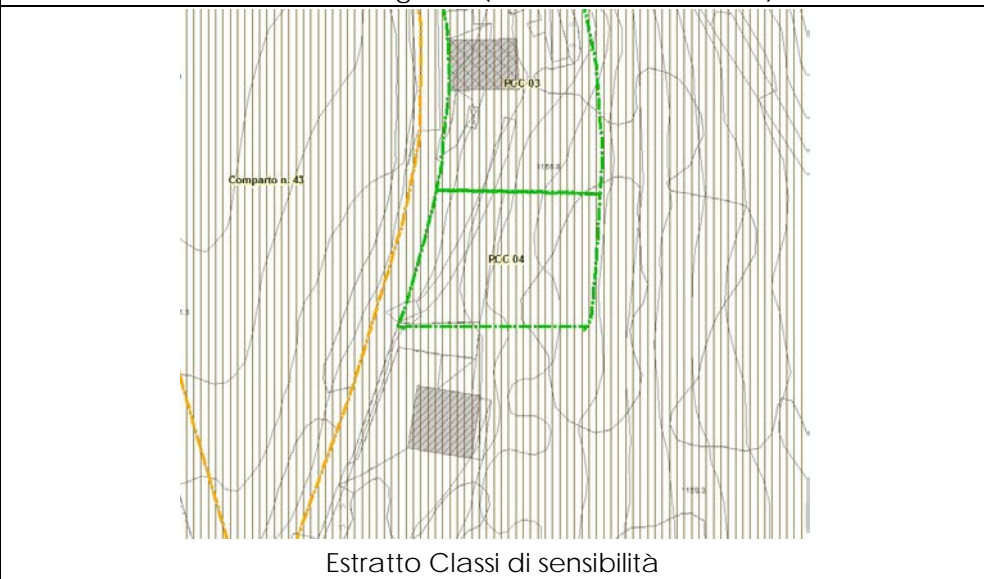 PCC 03
Comparto n. 43
PCC 04
Estratto Classi di sensibilità